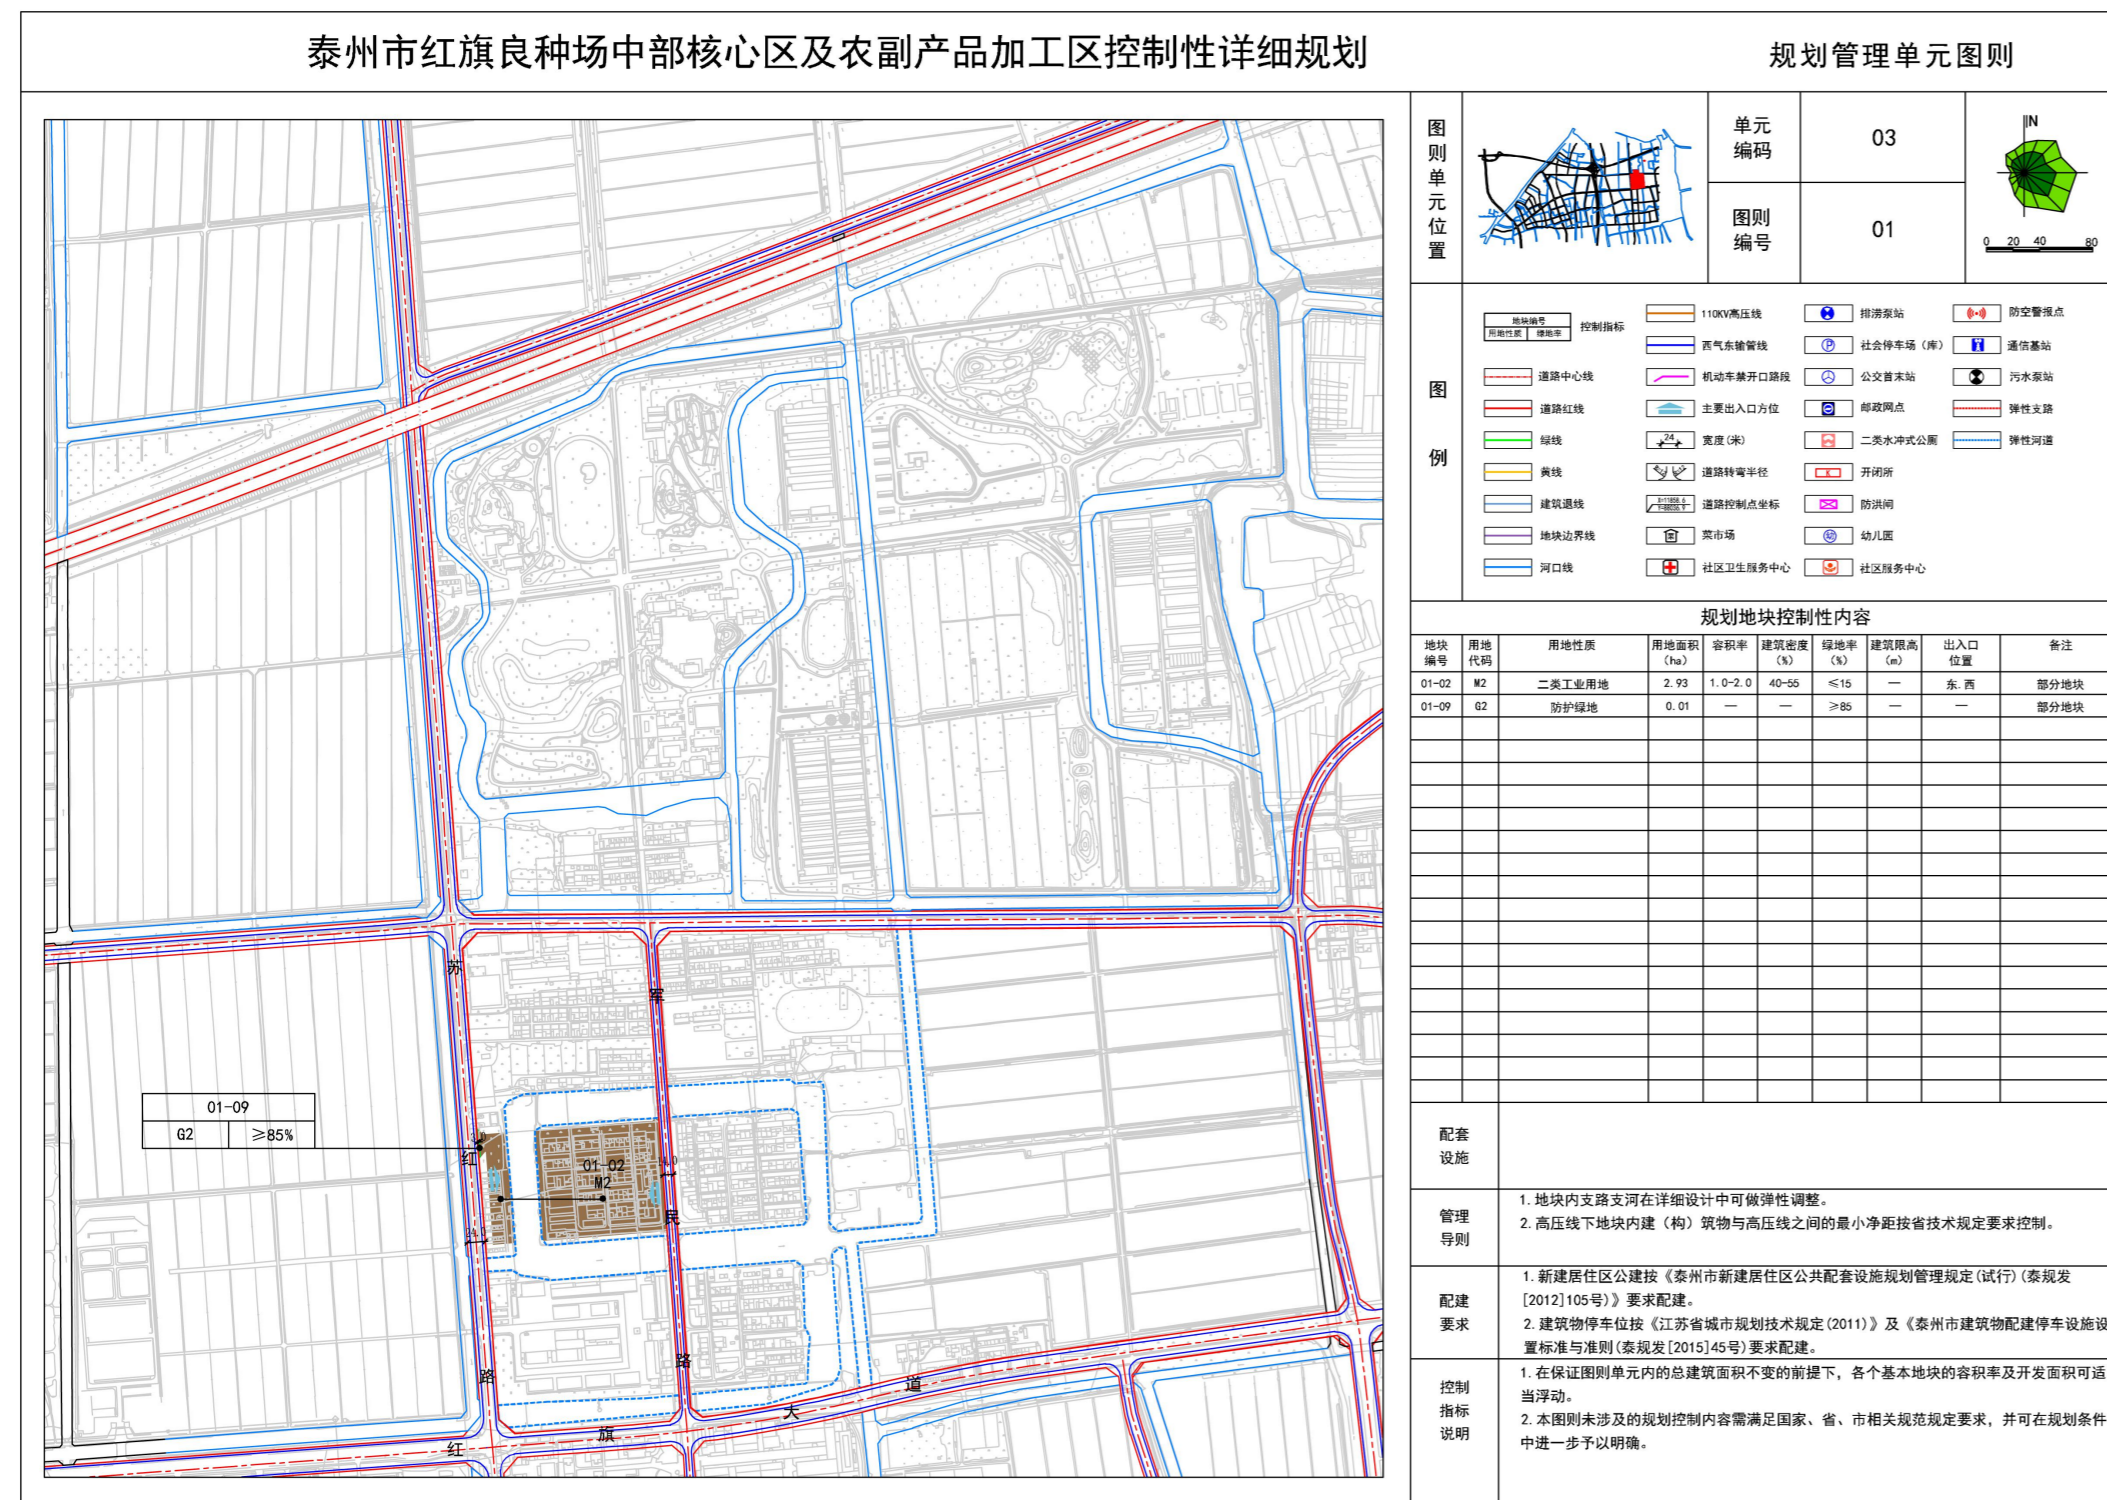 泰州市红旗良种场中部核心区及农副产品加工区控制性详细规划
规划管理单元图则
图则单元位置
单元编码
03
图则编号
01
N
0 20 40 80
图例
地块编号
用地性质 绿地率
控制指标
道路中心线
道路红线
绿线
黄线
建筑退线
地块边界线
河口线
110KV高压线
西气东输管线
机动车禁开口路段
主要出入口方位
24 宽度(米)
道路转弯半径
道路控制点坐标
菜市场
社区卫生服务中心
排涝泵站
社会停车场（库）
公交首末站
邮政网点
二类水冲式公厕
K 开闭所
防洪闸
幼 幼儿园
社区服务中心
防空警报点
通信基站
污水泵站
弹性支路
弹性河道
规划地块控制性内容
地块编号 用地代码 用地性质 用地面积（ha） 容积率 建筑密度（%） 绿地率（%） 建筑限高（m） 出入口位置 备注
01-02 M2 二类工业用地 2.93 1.0-2.0 40-55 ≤15 — 东.西 部分地块
01-09 G2 防护绿地 0.01 — — ≥85 — — 部分地块
配套设施
管理导则
1. 地块内支路支河在详细设计中可做弹性调整。
2. 高压线下地块内建（构）筑物与高压线之间的最小净距按省技术规定要求控制。
配建要求
1. 新建居住区公建按《泰州市新建居住区公共配套设施规划管理规定(试行)(泰规发
[2012]105号)》要求配建。
2. 建筑物停车位按《江苏省城市规划技术规定(2011)》及《泰州市建筑物配建停车设施设
置标准与准则(泰规发[2015]45号)要求配建。
控制指标说明
1. 在保证图则单元内的总建筑面积不变的前提下，各个基本地块的容积率及开发面积可适
当浮动。
2. 本图则未涉及的规划控制内容需满足国家、省、市相关规范规定要求，并可在规划条件
中进一步予以明确。
苏红路
军民路
红旗大道
01-09
G2 ≥85%
01-02
M2